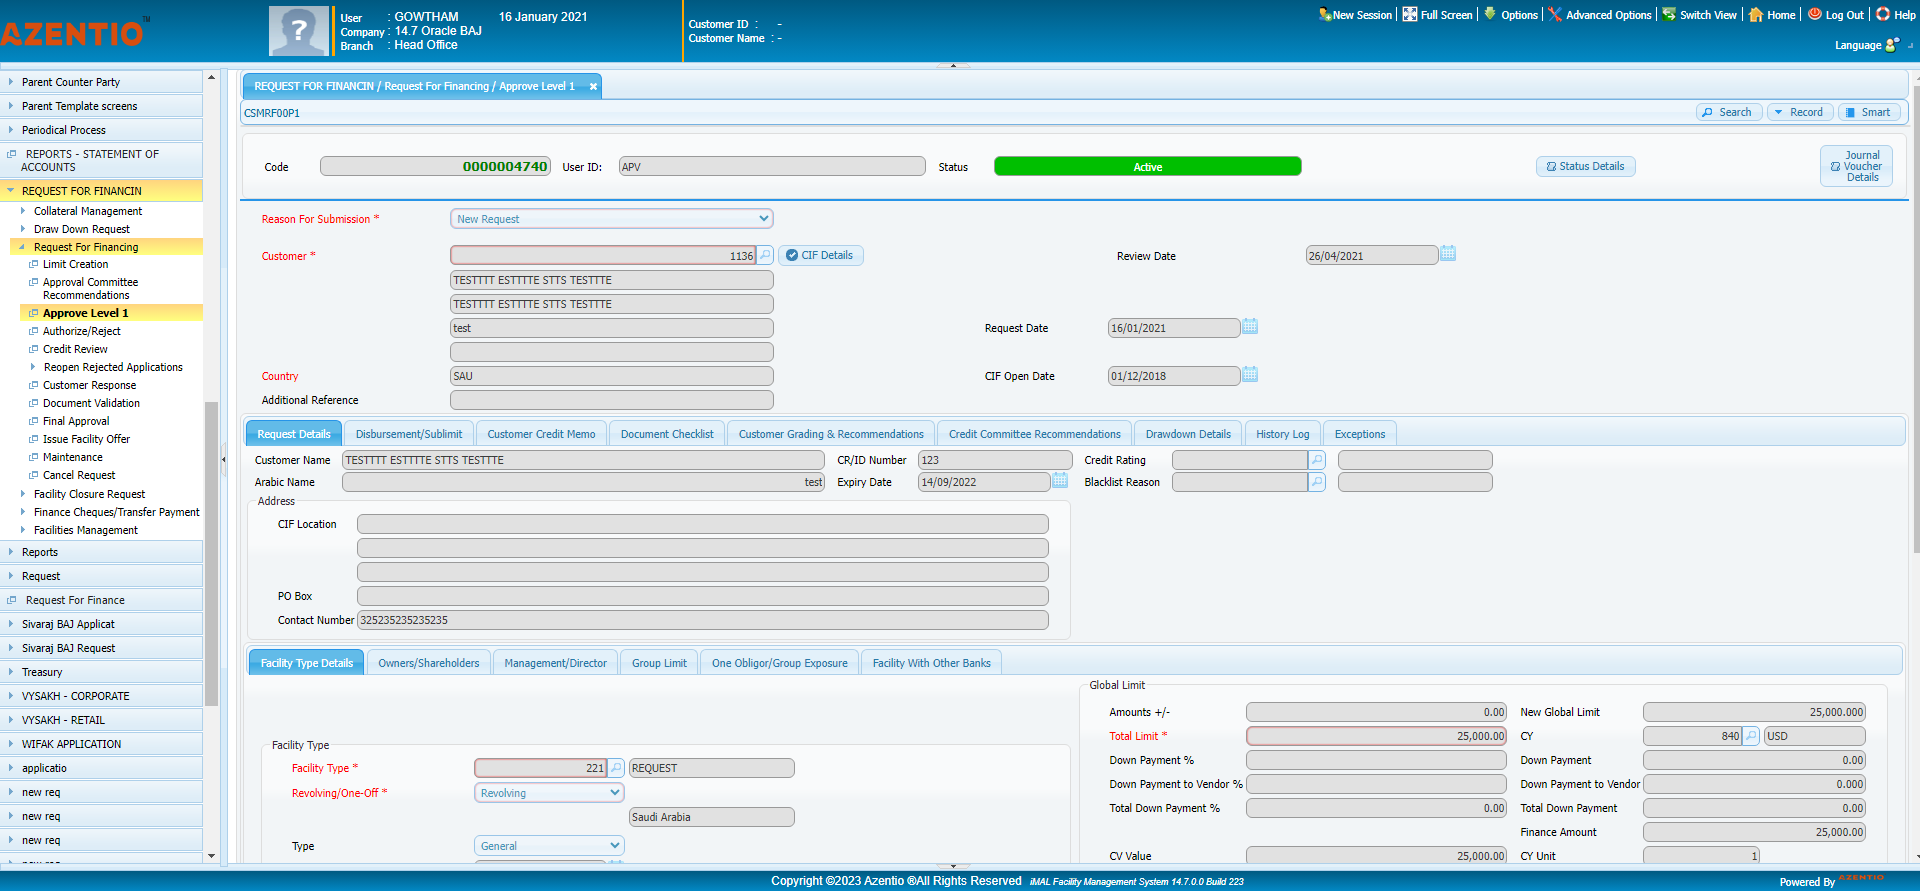 AZENTIO™
User : GOWTHAM 16 January 2021
Company : 14.7 Oracle BAJ
Branch : Head Office
Customer ID : -
Customer Name : -
New Session | Full Screen | Options | Advanced Options | Switch View | Home | Log Out | Help
Language
Parent Counter Party
Parent Template screens
Periodical Process
REPORTS - STATEMENT OF
ACCOUNTS
REQUEST FOR FINANCIN
Collateral Management
Draw Down Request
Request For Financing
Limit Creation
Approval Committee
Recommendations
Approve Level 1
Authorize/Reject
Credit Review
Reopen Rejected Applications
Customer Response
Document Validation
Final Approval
Issue Facility Offer
Maintenance
Cancel Request
Facility Closure Request
Finance Cheques/Transfer Payment
Facilities Management
Reports
Request
Request For Finance
Sivaraj BAJ Applicat
Sivaraj BAJ Request
Treasury
VYSAKH - CORPORATE
VYSAKH - RETAIL
WIFAK APPLICATION
applicatio
new req
new req
new req
REQUEST FOR FINANCIN / Request For Financing / Approve Level 1
CSMRF00P1
Search
Record
Smart
Code 0000004740 User ID: APV Status Active Status Details
Journal
Voucher
Details
Reason For Submission * New Request
Customer * 1136 CIF Details Review Date 26/04/2021
TESTTTT ESTTTTE STTS TESTTTE
TESTTTT ESTTTTE STTS TESTTTE
test Request Date 16/01/2021
Country SAU CIF Open Date 01/12/2018
Additional Reference
Request Details Disbursement/Sublimit Customer Credit Memo Document Checklist Customer Grading & Recommendations Credit Committee Recommendations Drawdown Details History Log Exceptions
Customer Name TESTTTT ESTTTTE STTS TESTTTE CR/ID Number 123 Credit Rating
Arabic Name test Expiry Date 14/09/2022 Blacklist Reason
Address
CIF Location
PO Box
Contact Number 325235235235235
Facility Type Details Owners/Shareholders Management/Director Group Limit One Obligor/Group Exposure Facility With Other Banks
Global Limit
Amounts +/- 0.00 New Global Limit 25,000.000
Total Limit * 25,000.00 CY 840 USD
Down Payment % Down Payment 0.00
Down Payment to Vendor % Down Payment to Vendor 0.000
Total Down Payment % 0.00 Total Down Payment 0.00
Finance Amount 25,000.00
CV Value 25,000.00 CY Unit 1
Facility Type
Facility Type * 221 REQUEST
Revolving/One-Off * Revolving
Saudi Arabia
Type General
Copyright ©2023 Azentio ®All Rights Reserved iMAL Facility Management System 14.7.0.0 Build 223
Powered By AZENTIO